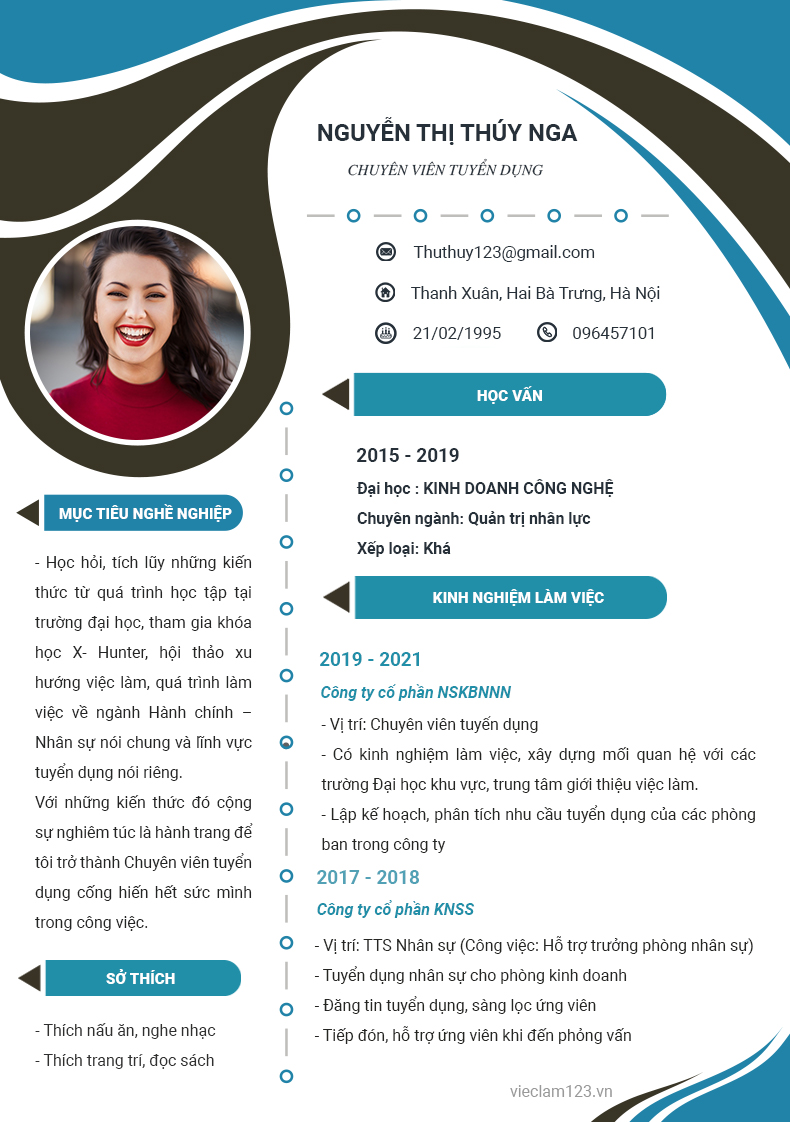 NGUYỄN THỊ THÚY NGA
CHUYÊN VIÊN TUYỂN DỤNG
Thuthuy123@gmail.com
Thanh Xuân, Hai Bà Trưng, Hà Nội
21/02/1995 096457101
HỌC VẤN
2015 - 2019
Đại học : KINH DOANH CÔNG NGHỆ
Chuyên ngành: Quản trị nhân lực
Xếp loại: Khá
KINH NGHIỆM LÀM VIỆC
2019 - 2021
Công ty cổ phần NSKBNNN
- Vị trí: Chuyên viên tuyển dụng
- Có kinh nghiệm làm việc, xây dựng mối quan hệ với các
trường Đại học khu vực, trung tâm giới thiệu việc làm.
- Lập kế hoạch, phân tích nhu cầu tuyển dụng của các phòng
ban trong công ty
2017 - 2018
Công ty cổ phần KNSS
- Vị trí: TTS Nhân sự (Công việc: Hỗ trợ trưởng phòng nhân sự)
- Tuyển dụng nhân sự cho phòng kinh doanh
- Đăng tin tuyển dụng, sàng lọc ứng viên
- Tiếp đón, hỗ trợ ứng viên khi đến phỏng vấn
MỤC TIÊU NGHỀ NGHIỆP
- Học hỏi, tích lũy những kiến
thức từ quá trình học tập tại
trường đại học, tham gia khóa
học X- Hunter, hội thảo xu
hướng việc làm, quá trình làm
việc về ngành Hành chính –
Nhân sự nói chung và lĩnh vực
tuyển dụng nói riêng.
Với những kiến thức đó cộng
sự nghiêm túc là hành trang để
tôi trở thành Chuyên viên tuyển
dụng cống hiến hết sức mình
trong công việc.
SỞ THÍCH
- Thích nấu ăn, nghe nhạc
- Thích trang trí, đọc sách
vieclam123.vn